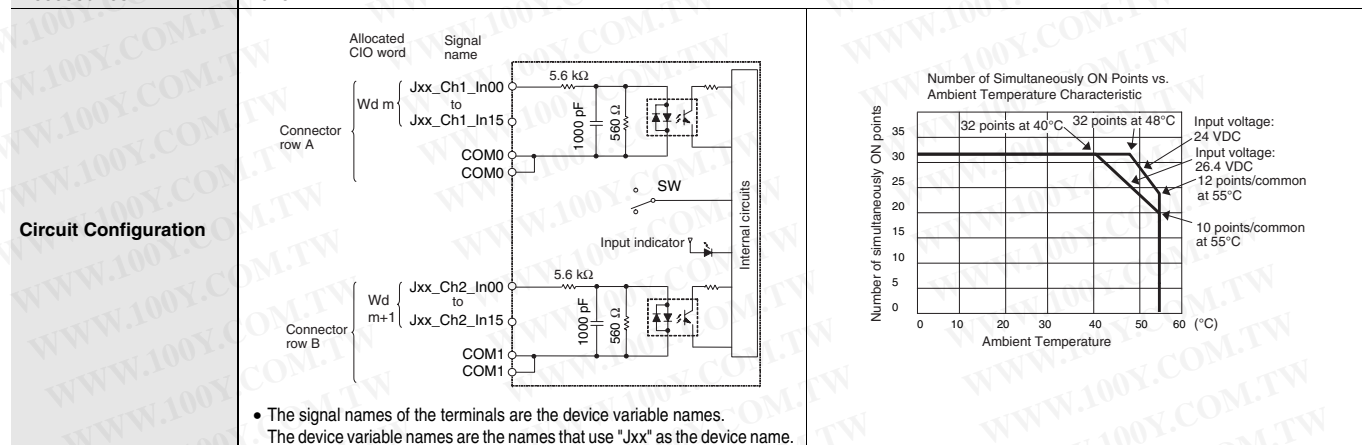 Circuit Configuration
Allocated
CIO word
Signal
name
Connector
row A
Wd m
Jxx_Ch1_In00
to
Jxx_Ch1_In15
COM0
COM0
5.6 kΩ
1000 pF
560 Ω
SW
Input indicator
Internal circuits
Connector
row B
Wd
m+1
Jxx_Ch2_In00
to
Jxx_Ch2_In15
COM1
COM1
5.6 kΩ
1000 pF
560 Ω
• The signal names of the terminals are the device variable names.
The device variable names are the names that use "Jxx" as the device name.
Number of Simultaneously ON Points vs.
Ambient Temperature Characteristic
Number of simultaneously ON points
35
30
25
20
15
10
5
0
32 points at 40°C
32 points at 48°C
Input voltage:
24 VDC
Input voltage:
26.4 VDC
12 points/common
at 55°C
10 points/common
at 55°C
0 10 20 30 40 50 60 (°C)
Ambient Temperature
WWW.100Y.COM.TW